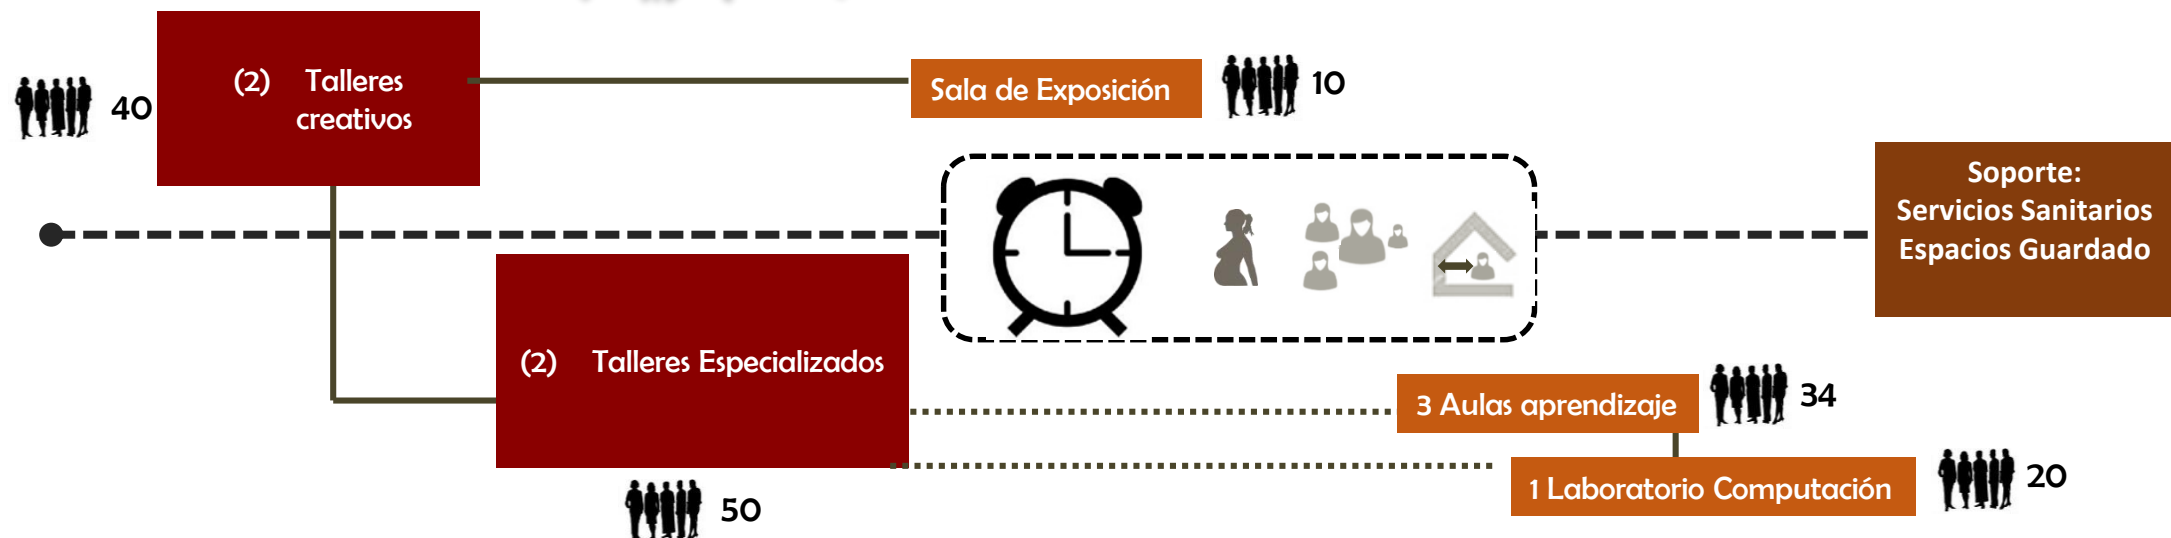 40
(2) Talleres
creativos
Sala de Exposición
10
Soporte:
Servicios Sanitarios
Espacios Guardado
(2) Talleres Especializados
50
3 Aulas aprendizaje
34
1 Laboratorio Computación
20